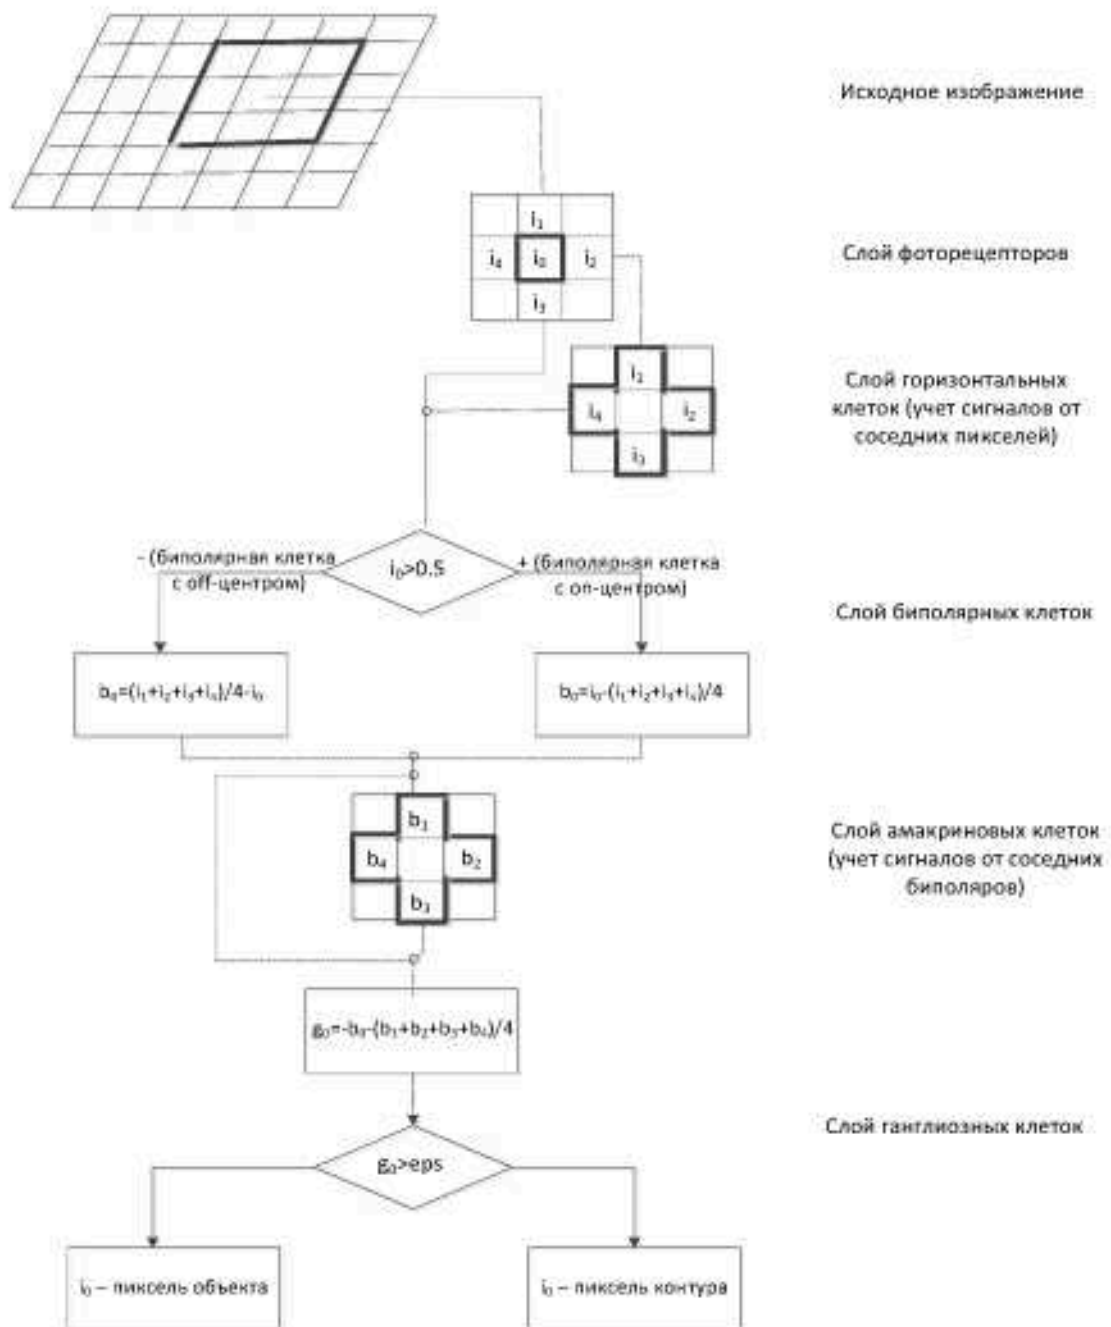 Исходное изображение
i₁
i₄ i₀ i₂
i₃
Слой фоторецепторов
i₁
i₄ i₂
i₃
Слой горизонтальных
клеток (учет сигналов от
соседних пикселей)
- (биполярная клетка
с off-центром)
i₀>0.5
+ (биполярная клетка
с on-центром)
Слой биполярных клеток
b₀=(i₁+i₂+i₃+i₄)/4-i₀
b₀=i₀-(i₁+i₂+i₃+i₄)/4
b₁
b₄ b₂
b₃
Слой амакриновых клеток
(учет сигналов от соседних
биполяров)
g₀=-b₀-(b₁+b₂+b₃+b₄)/4
Слой ганглиозных клеток
g₀>eps
i₀ – пиксель объекта
i₀ – пиксель контура